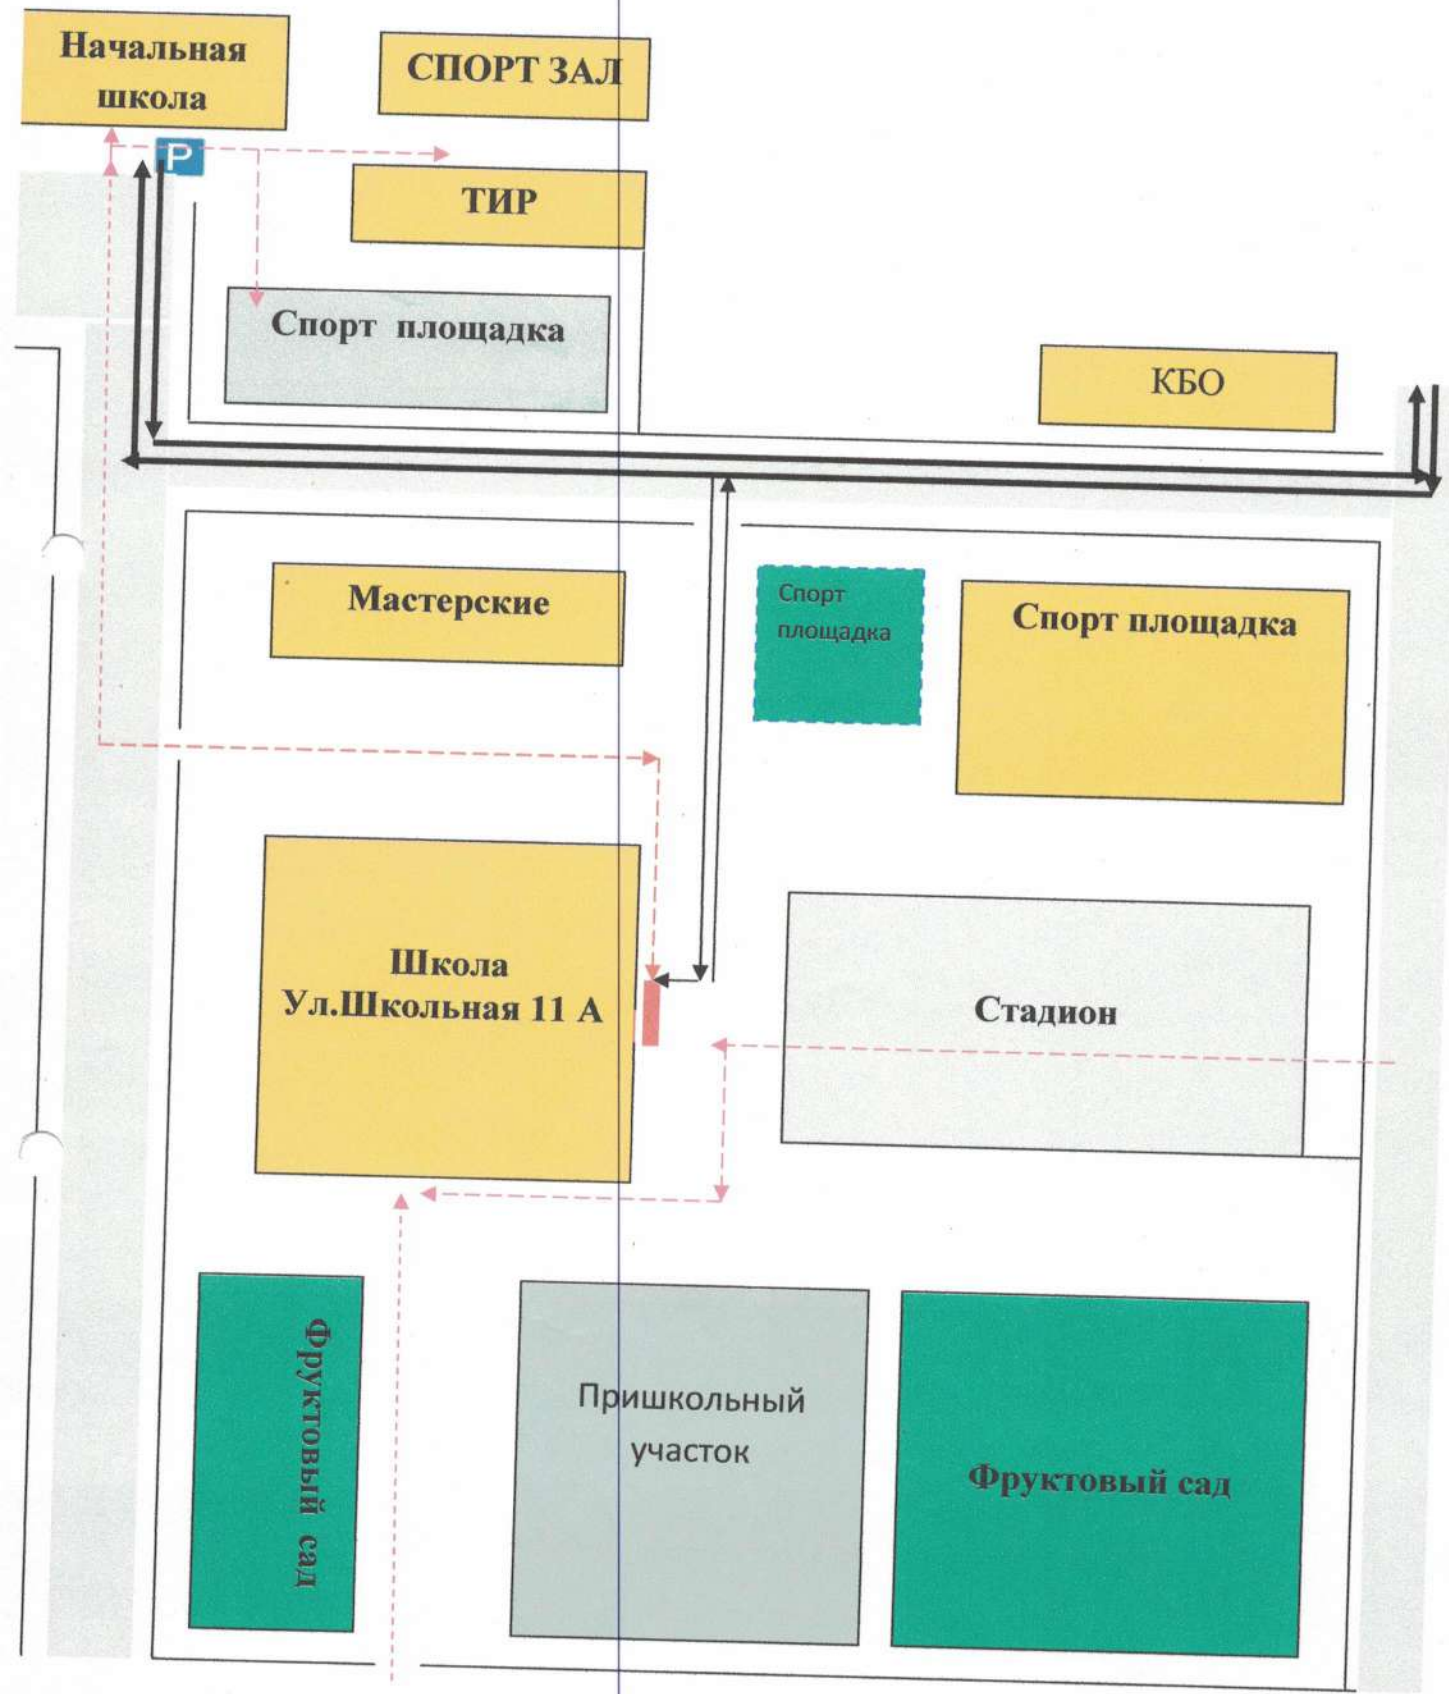 Начальная
школа
СПОРТ ЗАЛ
P
ТИР
Спорт площадка
КБО
Мастерские
Спорт
площадка
Спорт площадка
Школа
Ул.Школьная 11 А
Стадион
Фруктовый сад
Пришкольный
участок
Фруктовый сад